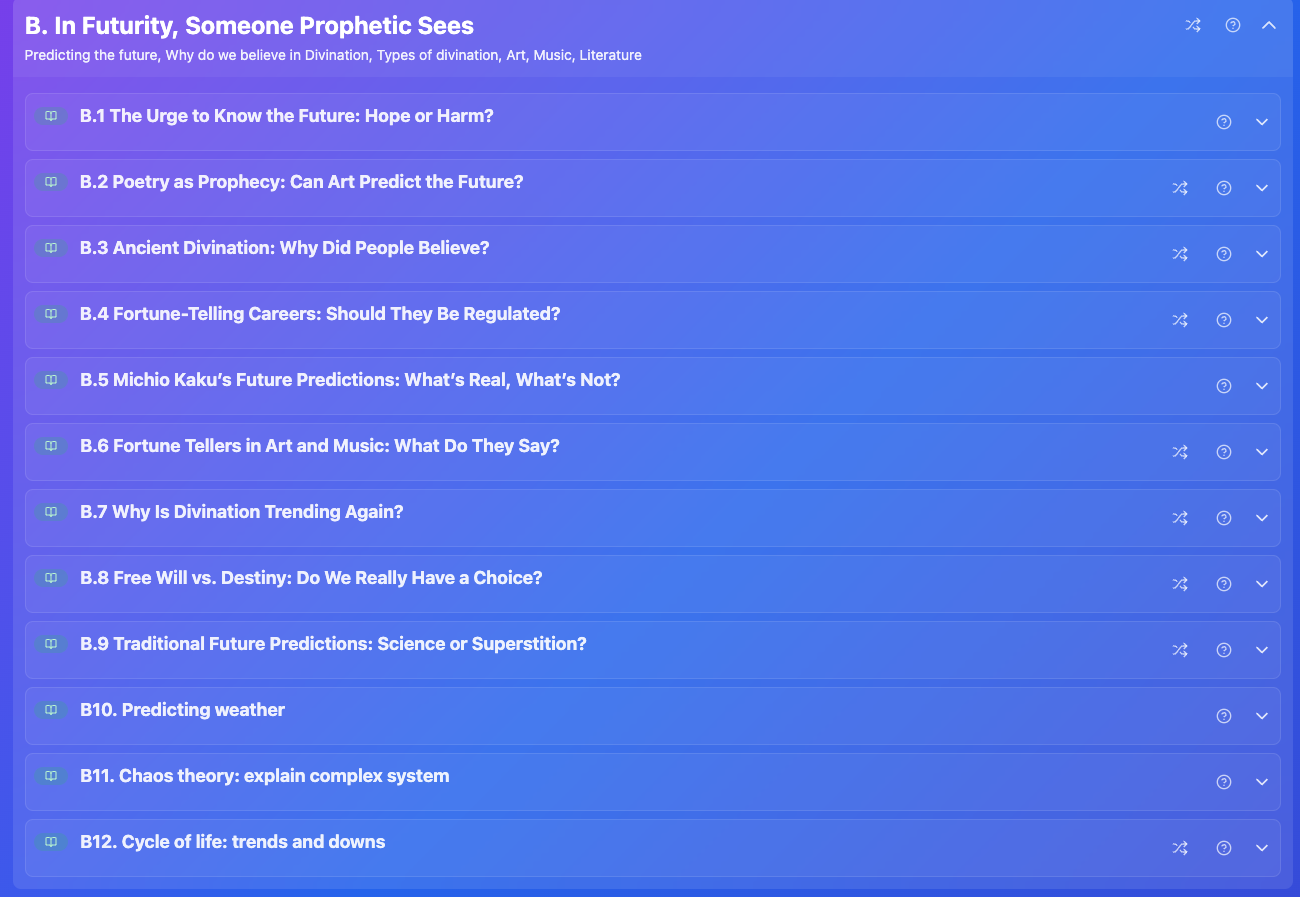 B. In Futurity, Someone Prophetic Sees
Predicting the future, Why do we believe in Divination, Types of divination, Art, Music, Literature
B.1 The Urge to Know the Future: Hope or Harm?
B.2 Poetry as Prophecy: Can Art Predict the Future?
B.3 Ancient Divination: Why Did People Believe?
B.4 Fortune-Telling Careers: Should They Be Regulated?
B.5 Michio Kaku’s Future Predictions: What’s Real, What’s Not?
B.6 Fortune Tellers in Art and Music: What Do They Say?
B.7 Why Is Divination Trending Again?
B.8 Free Will vs. Destiny: Do We Really Have a Choice?
B.9 Traditional Future Predictions: Science or Superstition?
B10. Predicting weather
B11. Chaos theory: explain complex system
B12. Cycle of life: trends and downs